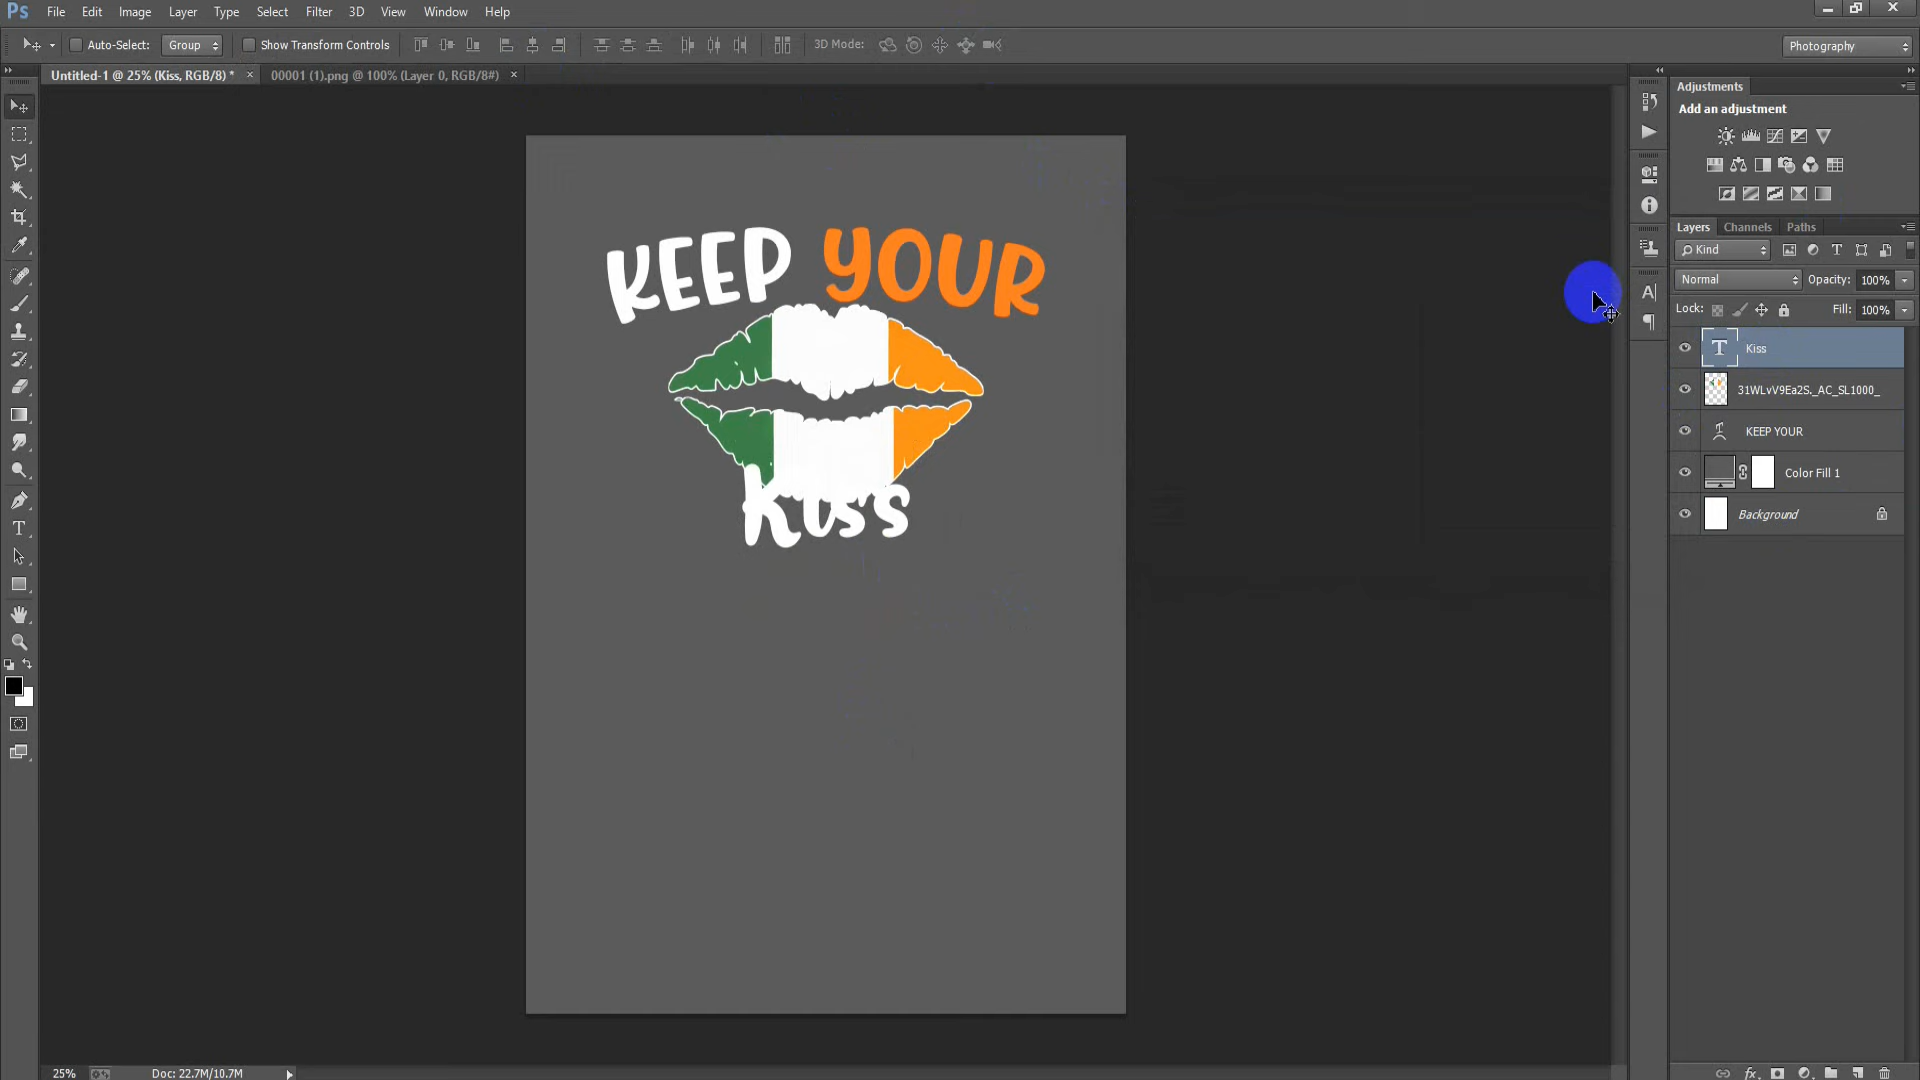 Ps File Edit Image Layer Type Select Filter 3D View Window Help
Auto-Select: Group Show Transform Controls 3D Mode: Photography
Untitled-1 @ 25% (Kiss, RGB/8) * × 00001 (1).png @ 100% (Layer 0, RGB/8#) ×
Adjustments
Add an adjustment
Layers Channels Paths
Kind
Normal Opacity: 100%
Lock: Fill: 100%
Kiss
31WLvV9Ea2S._AC_SL1000_
KEEP YOUR
Color Fill 1
Background
KEEP YOUR
Kiss
25% Doc: 22.7M/10.7M